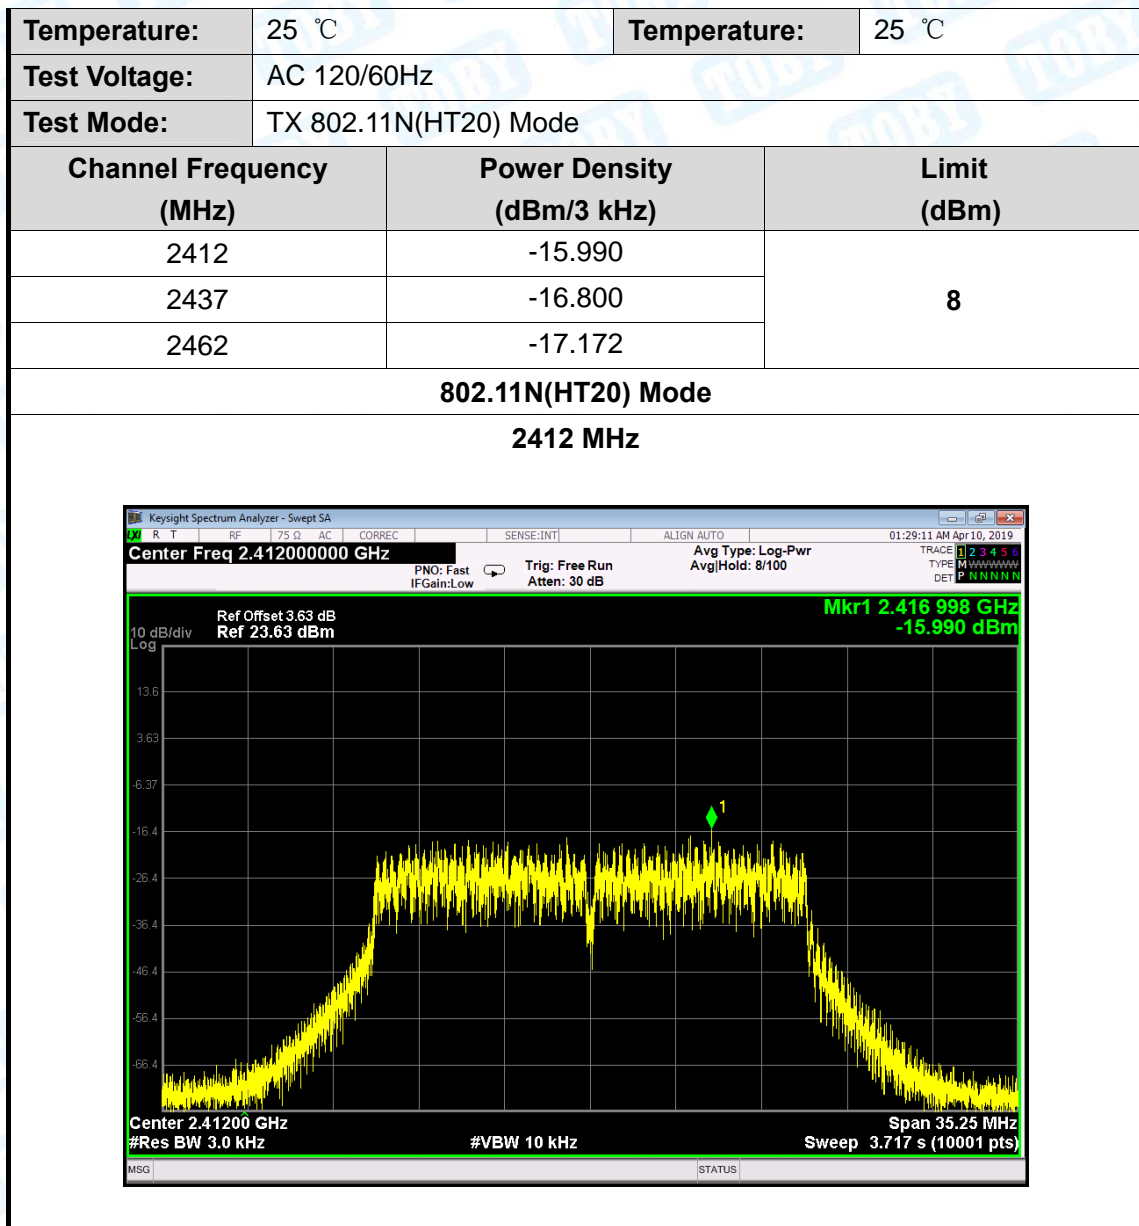 Temperature: 25 ℃ Temperature: 25 ℃
Test Voltage: AC 120/60Hz
Test Mode: TX 802.11N(HT20) Mode
Channel Frequency Power Density Limit
(MHz) (dBm/3 kHz) (dBm)
2412 -15.990
2437 -16.800 8
2462 -17.172
802.11N(HT20) Mode
2412 MHz
Keysight Spectrum Analyzer - Swept SA
LXI R T RF 75 Ω AC CORREC SENSE:INT ALIGN AUTO 01:29:11 AM Apr 10, 2019
Center Freq 2.412000000 GHz Avg Type: Log-Pwr TRACE 1 2 3 4 5 6
PNO: Fast Trig: Free Run Avg|Hold: 8/100 TYPE M WWWWW
IFGain:Low Atten: 30 dB DET P N N N N N
Mkr1 2.416 998 GHz
Ref Offset 3.63 dB
10 dB/div Ref 23.63 dBm -15.990 dBm
Log
13.6
3.63
-6.37
1
-16.4
-26.4
-36.4
-46.4
-56.4
-66.4
Center 2.41200 GHz Span 35.25 MHz
#Res BW 3.0 kHz #VBW 10 kHz Sweep 3.717 s (10001 pts)
MSG STATUS
TOBY